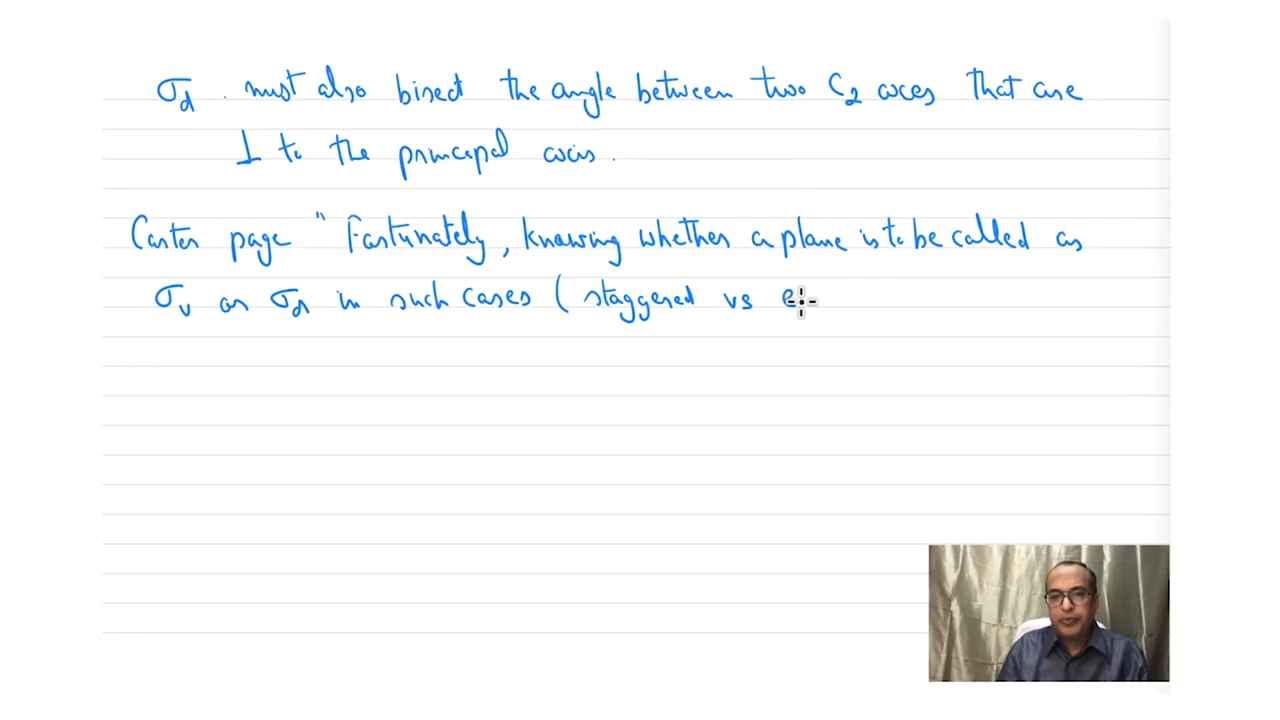 σd must also bisect the angle between two C2 axes that are
⊥ to the principal axis.
Carter page " Fortunately, knowing whether a plane is to be called as
σv or σd in such cases ( staggered vs e